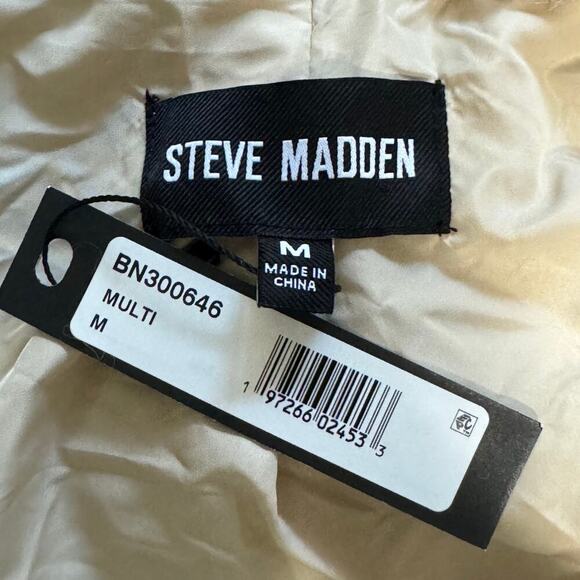 STEVE MADDEN
M
MADE IN
CHINA
BN300646
MULTI
M
1 97266 02453 3